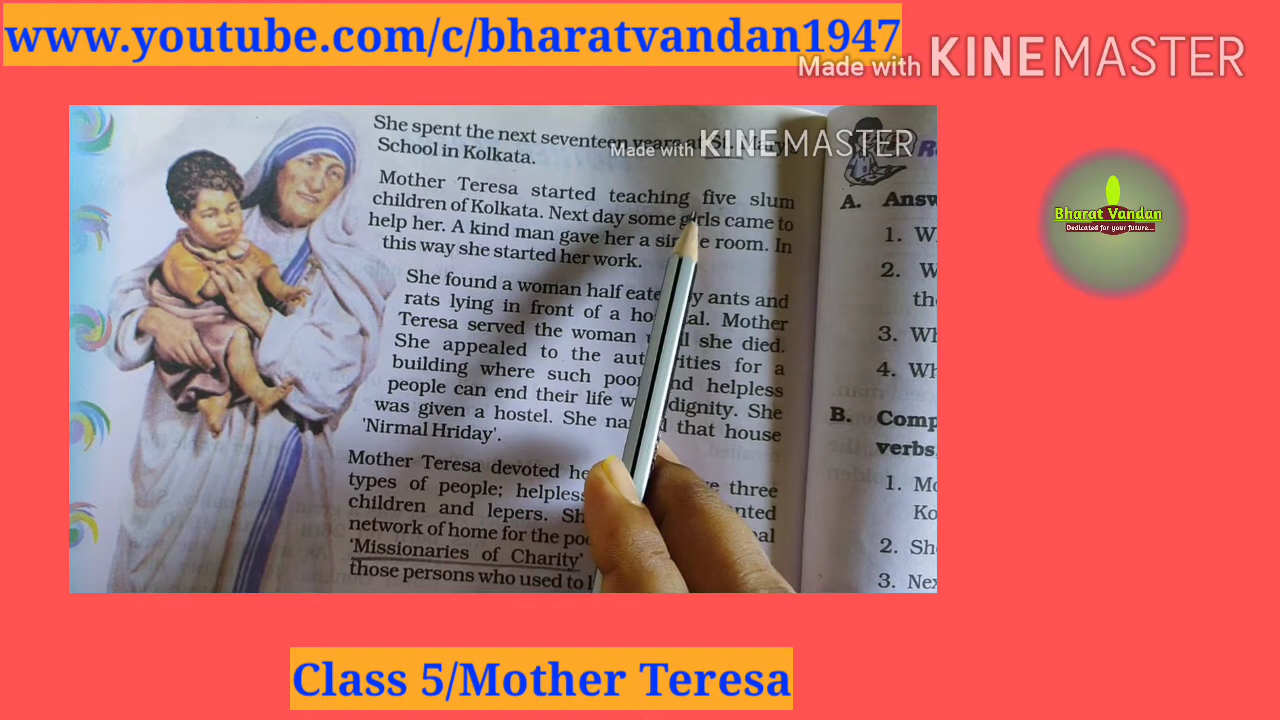 www.youtube.com/c/bharatvandan1947
Made with KINEMASTER
She spent the next seventeen years at St. Mary
School in Kolkata.
Made with KINEMASTER
Mother Teresa started teaching five slum
children of Kolkata. Next day some girls came to
help her. A kind man gave her a single room. In
this way she started her work.
She found a woman half eaten by ants and
rats lying in front of a hospital. Mother
Teresa served the woman she died.
She appealed to the authorities for a
building where such poor and helpless
people can end their life dignity. She
was given a hostel. She named that house
'Nirmal Hriday'.
Mother Teresa devoted three
types of people; helpless
children and lepers.
network of home for the
'Missionaries of Charity'
those persons who used to
A. Answ
1.
2. W
the
3. Wh
4. Wh
B. Comp
verbs
1. Mo
Ko
2. She
3. Nex
Bharat Vandan
Dedicated for your future....
Class 5/Mother Teresa